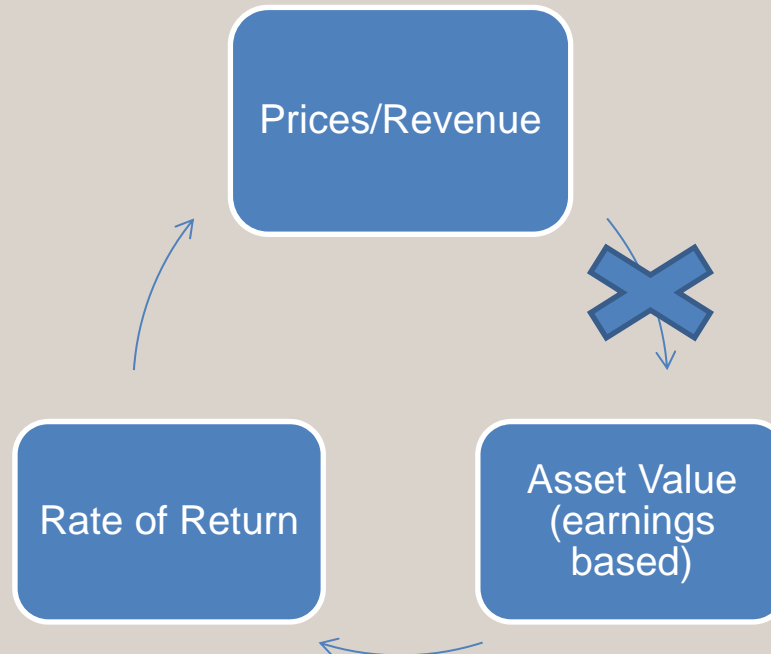 Prices/Revenue
Rate of Return
Asset Value
(earnings
based)